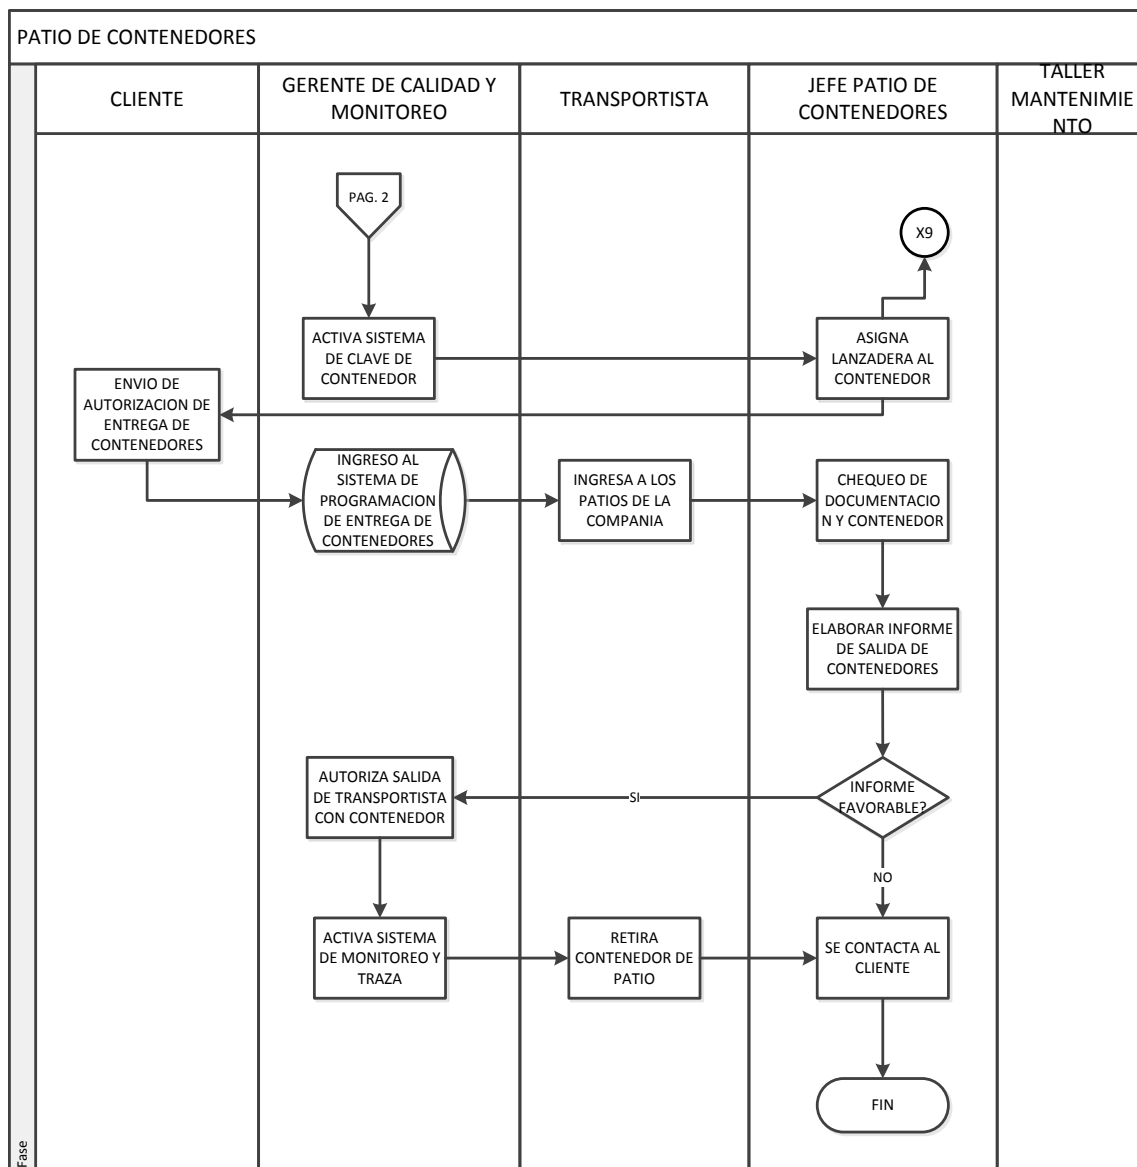 PATIO DE CONTENEDORES
CLIENTE
GERENTE DE CALIDAD Y
MONITOREO
TRANSPORTISTA
JEFE PATIO DE
CONTENEDORES
TALLER
MANTENIMIE
NTO
PAG. 2
X9
ACTIVA SISTEMA
DE CLAVE DE
CONTENEDOR
ASIGNA
LANZADERA AL
CONTENEDOR
ENVIO DE
AUTORIZACION DE
ENTREGA DE
CONTENEDORES
INGRESO AL
SISTEMA DE
PROGRAMACION
DE ENTREGA DE
CONTENEDORES
INGRESA A LOS
PATIOS DE LA
COMPANIA
CHEQUEO DE
DOCUMENTACIO
N Y CONTENEDOR
ELABORAR INFORME
DE SALIDA DE
CONTENEDORES
AUTORIZA SALIDA
DE TRANSPORTISTA
CON CONTENEDOR
SI
INFORME
FAVORABLE?
NO
ACTIVA SISTEMA
DE MONITOREO Y
TRAZA
RETIRA
CONTENEDOR DE
PATIO
SE CONTACTA AL
CLIENTE
FIN
Fase